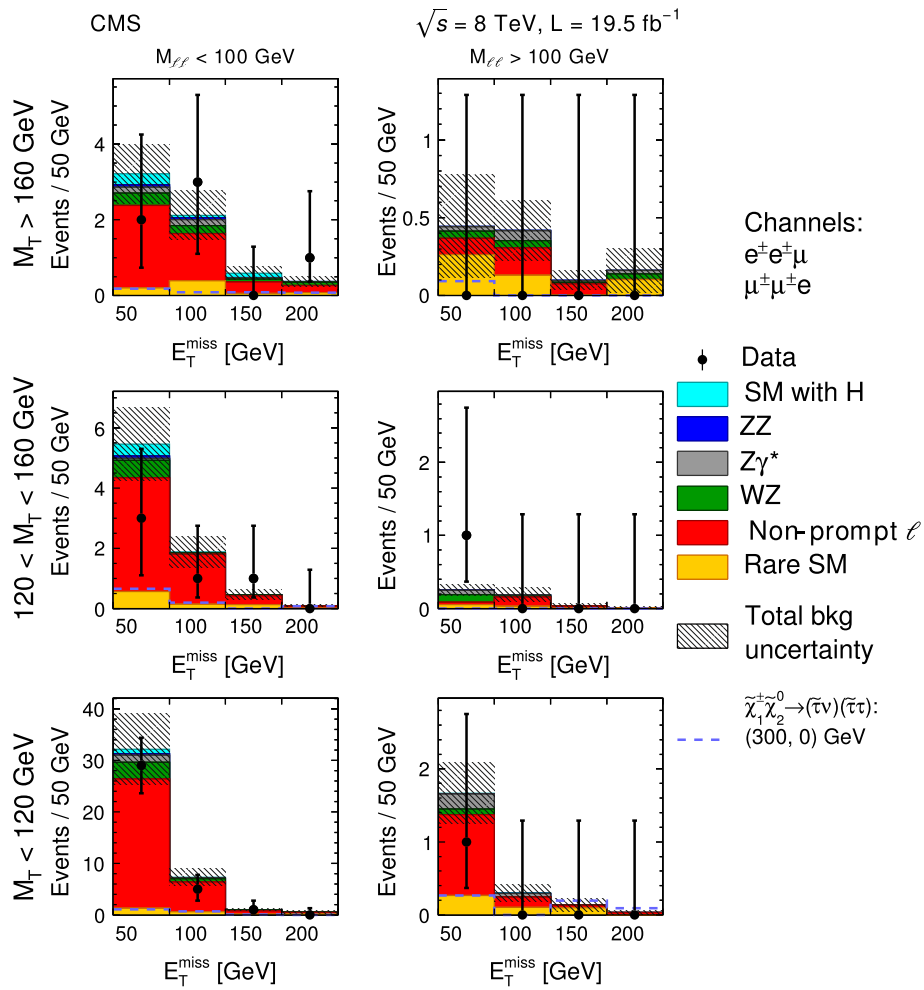 CMS
√s = 8 TeV, L = 19.5 fb⁻¹
M_ℓℓ < 100 GeV
M_ℓℓ > 100 GeV
M_T > 160 GeV
Events / 50 GeV
4
2
0
50 100 150 200
E_T^miss [GeV]
Events / 50 GeV
1
0.5
0
50 100 150 200
E_T^miss [GeV]
Channels:
e±e±μ
μ±μ±e
120 < M_T < 160 GeV
Events / 50 GeV
6
4
2
0
50 100 150 200
E_T^miss [GeV]
Events / 50 GeV
2
1
0
50 100 150 200
E_T^miss [GeV]
Data
SM with H
ZZ
Zγ*
WZ
Non-prompt ℓ
Rare SM
Total bkg
uncertainty
χ̃₁^±χ̃₂^0→(τ̃ν)(τ̃τ):
(300, 0) GeV
M_T < 120 GeV
Events / 50 GeV
40
30
20
10
0
50 100 150 200
E_T^miss [GeV]
Events / 50 GeV
2
1
0
50 100 150 200
E_T^miss [GeV]